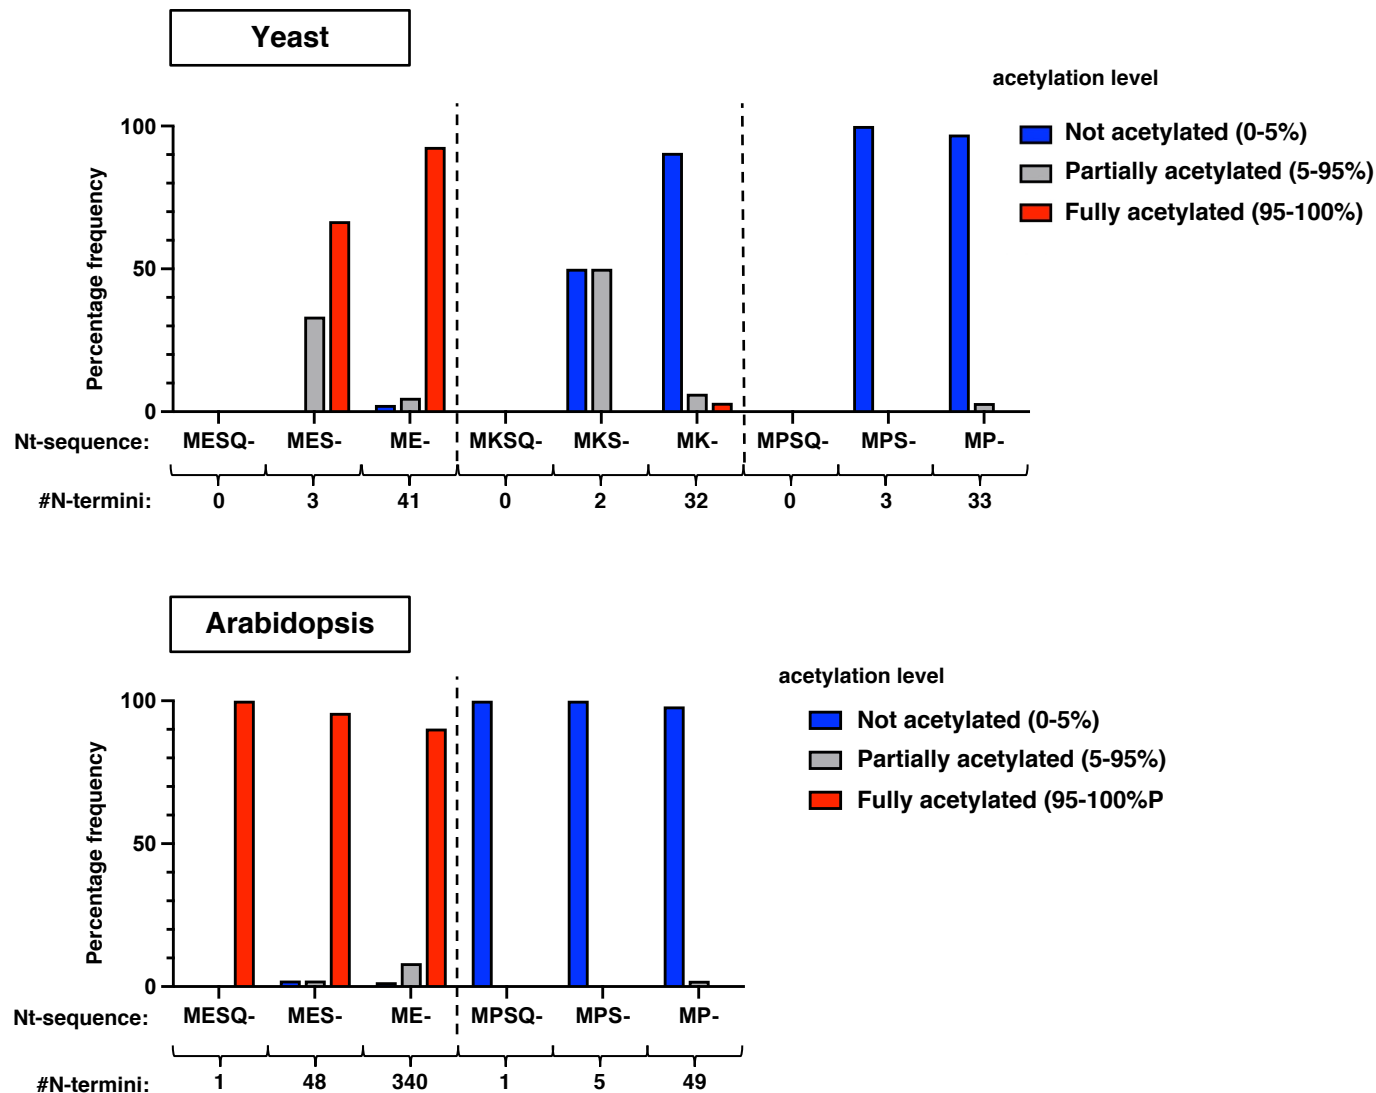 Yeast
acetylation level
Not acetylated (0-5%)
Partially acetylated (5-95%)
Fully acetylated (95-100%)
Percentage frequency
100
50
0
Nt-sequence: MESQ- MES- ME- MKSQ- MKS- MK- MPSQ- MPS- MP-
#N-termini: 0 3 41 0 2 32 0 3 33
Arabidopsis
acetylation level
Not acetylated (0-5%)
Partially acetylated (5-95%)
Fully acetylated (95-100%P
Percentage frequency
100
50
0
Nt-sequence: MESQ- MES- ME- MPSQ- MPS- MP-
#N-termini: 1 48 340 1 5 49